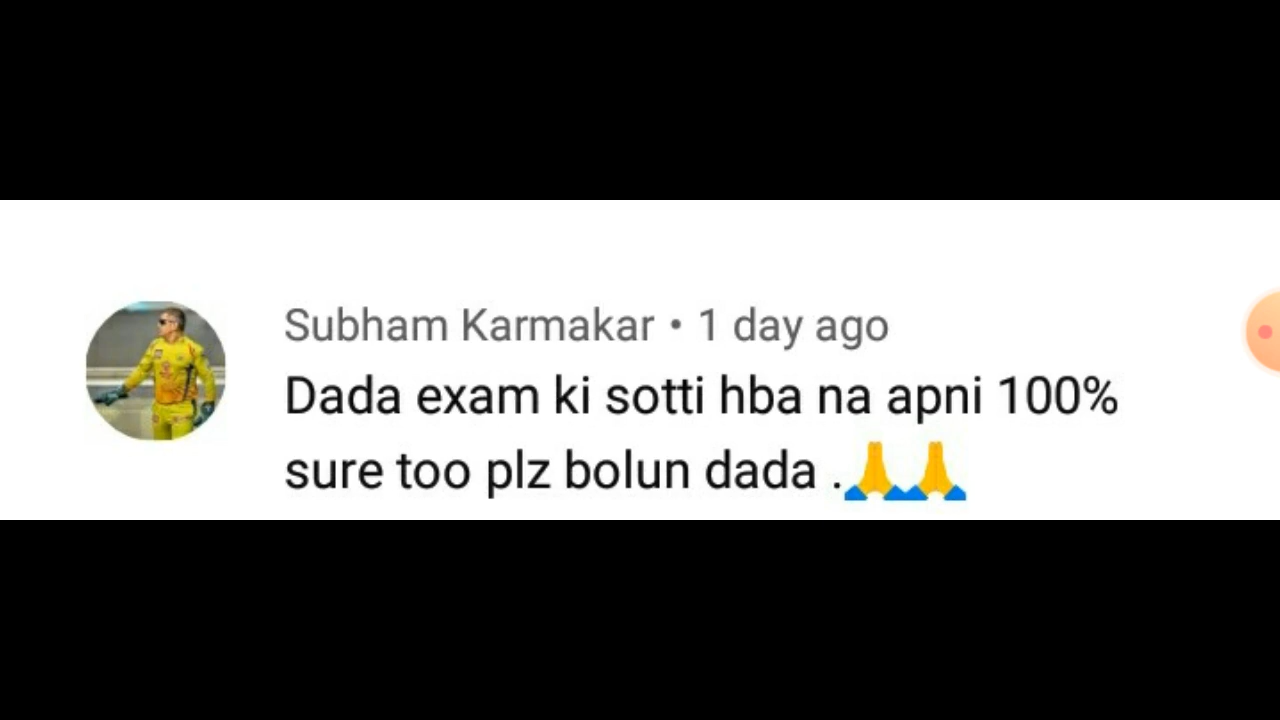 Subham Karmakar • 1 day ago
Dada exam ki sotti hba na apni 100%
sure too plz bolun dada .🙏🙏